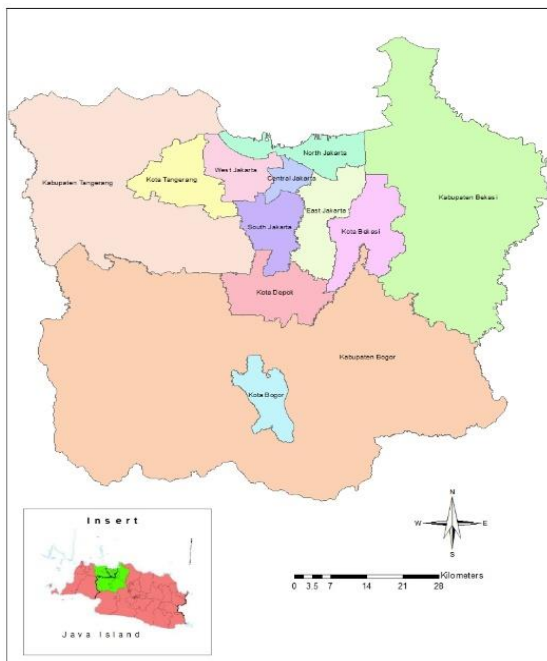 North Jakarta
West Jakarta
Kabupaten Tangerang
Kota Tangerang
Central Jakarta
Kabupaten Bekasi
East Jakarta
South Jakarta
Kota Bekasi
Kota Depok
Kabupaten Bogor
Kota Bogor
Insert
Java Island
N
W E
S
Kilometers
0 3.5 7 14 21 28